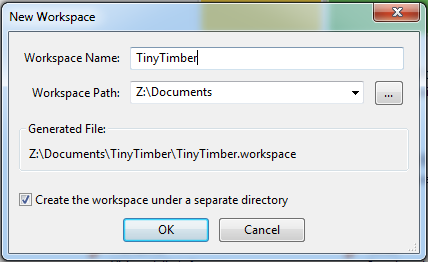 New Workspace
Workspace Name: TinyTimber
Workspace Path: Z:\Documents ...
Generated File:
Z:\Documents\TinyTimber\TinyTimber.workspace
Create the workspace under a separate directory
OK Cancel